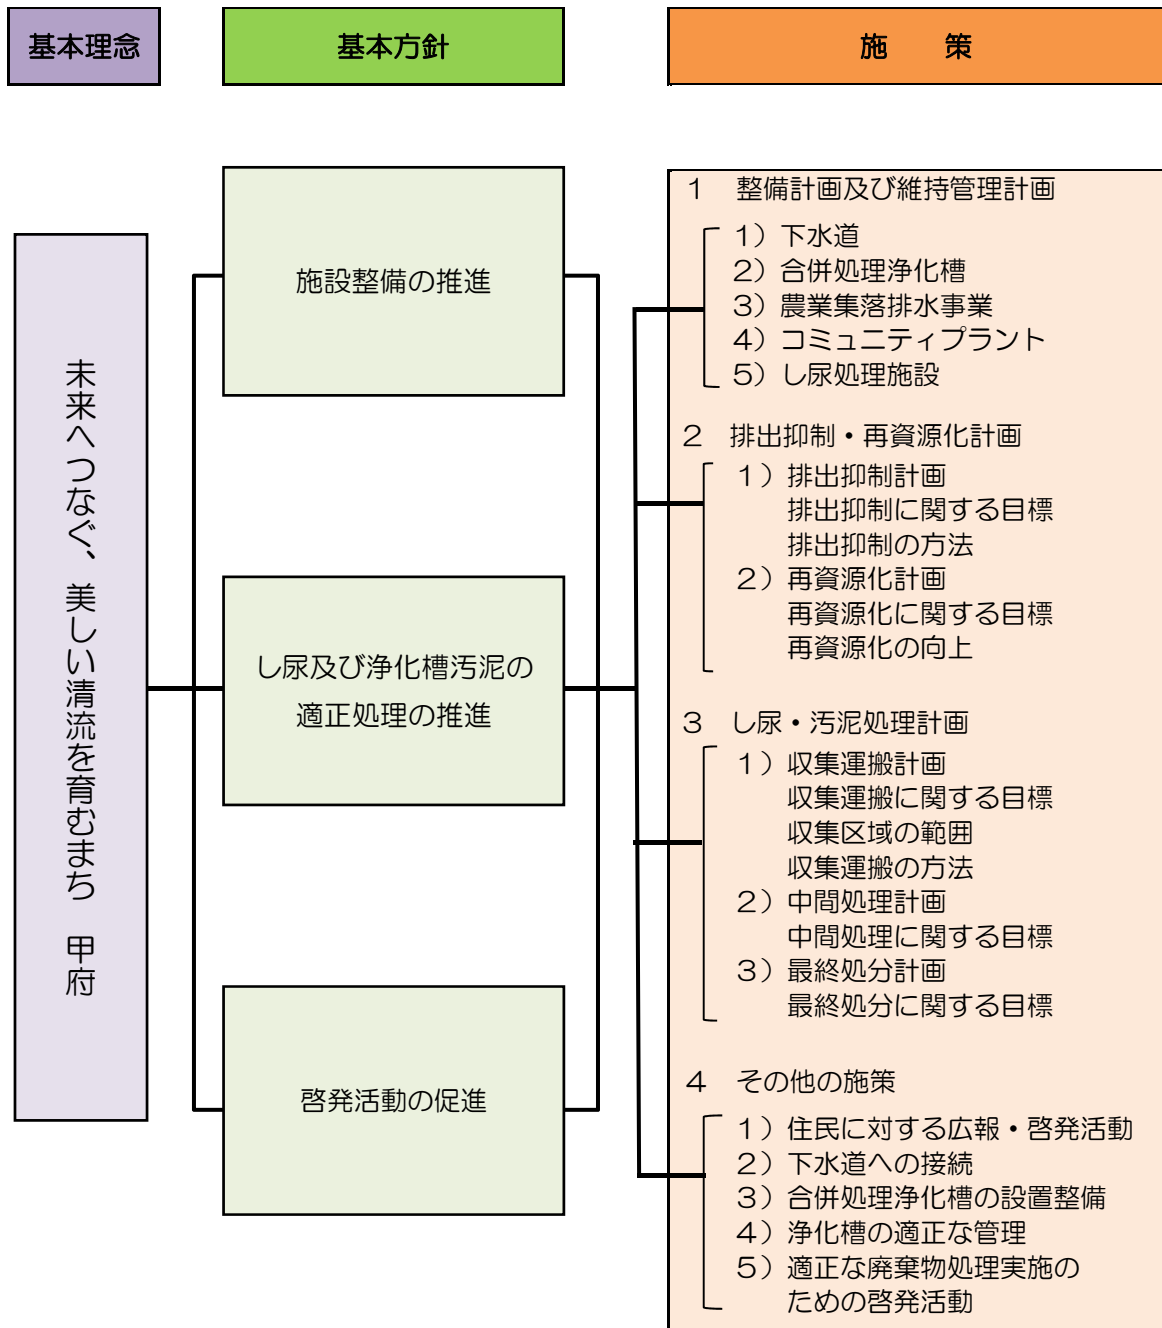 基本理念
基本方針
施　　策
未来へつなぐ、美しい清流を育むまち　甲府
施設整備の推進
し尿及び浄化槽汚泥の
適正処理の推進
啓発活動の促進
１　整備計画及び維持管理計画
１）下水道
２）合併処理浄化槽
３）農業集落排水事業
４）コミュニティプラント
５）し尿処理施設
２　排出抑制・再資源化計画
１）排出抑制計画
排出抑制に関する目標
排出抑制の方法
２）再資源化計画
再資源化に関する目標
再資源化の向上
３　し尿・汚泥処理計画
１）収集運搬計画
収集運搬に関する目標
収集区域の範囲
収集運搬の方法
２）中間処理計画
中間処理に関する目標
３）最終処分計画
最終処分に関する目標
４　その他の施策
１）住民に対する広報・啓発活動
２）下水道への接続
３）合併処理浄化槽の設置整備
４）浄化槽の適正な管理
５）適正な廃棄物処理実施の
ための啓発活動